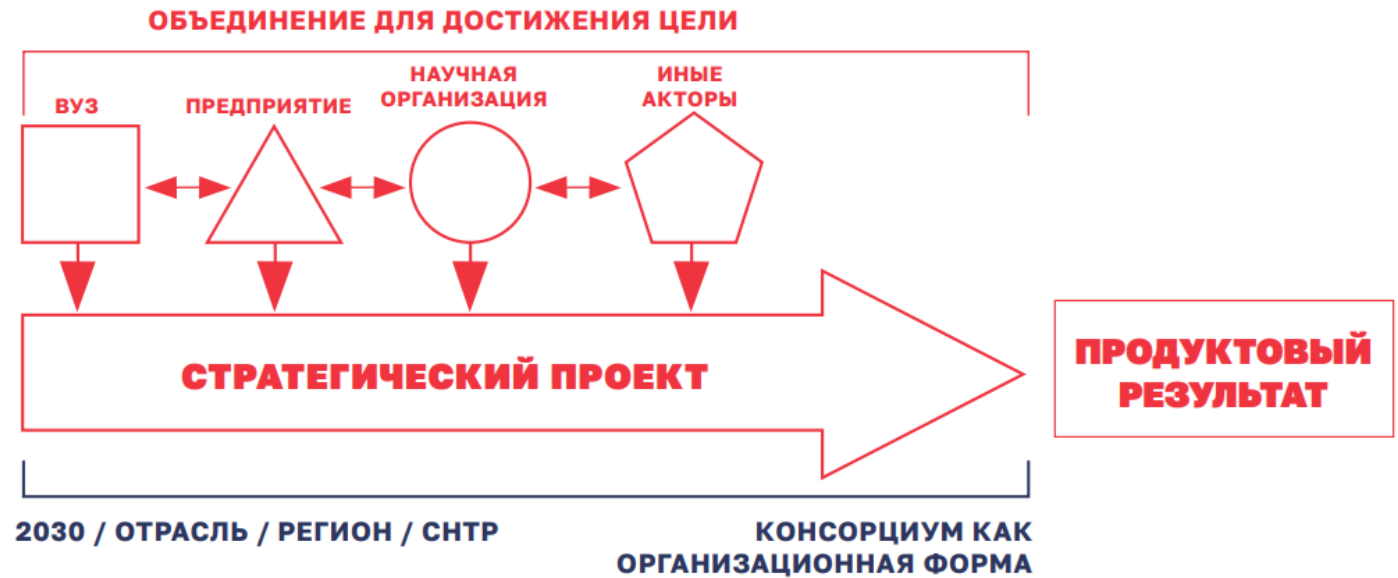 ОБЪЕДИНЕНИЕ ДЛЯ ДОСТИЖЕНИЯ ЦЕЛИ
ВУЗ
ПРЕДПРИЯТИЕ
НАУЧНАЯ
ОРГАНИЗАЦИЯ
ИНЫЕ
АКТОРЫ
СТРАТЕГИЧЕСКИЙ ПРОЕКТ
ПРОДУКТОВЫЙ
РЕЗУЛЬТАТ
2030 / ОТРАСЛЬ / РЕГИОН / СНТР
КОНСОРЦИУМ КАК
ОРГАНИЗАЦИОННАЯ ФОРМА